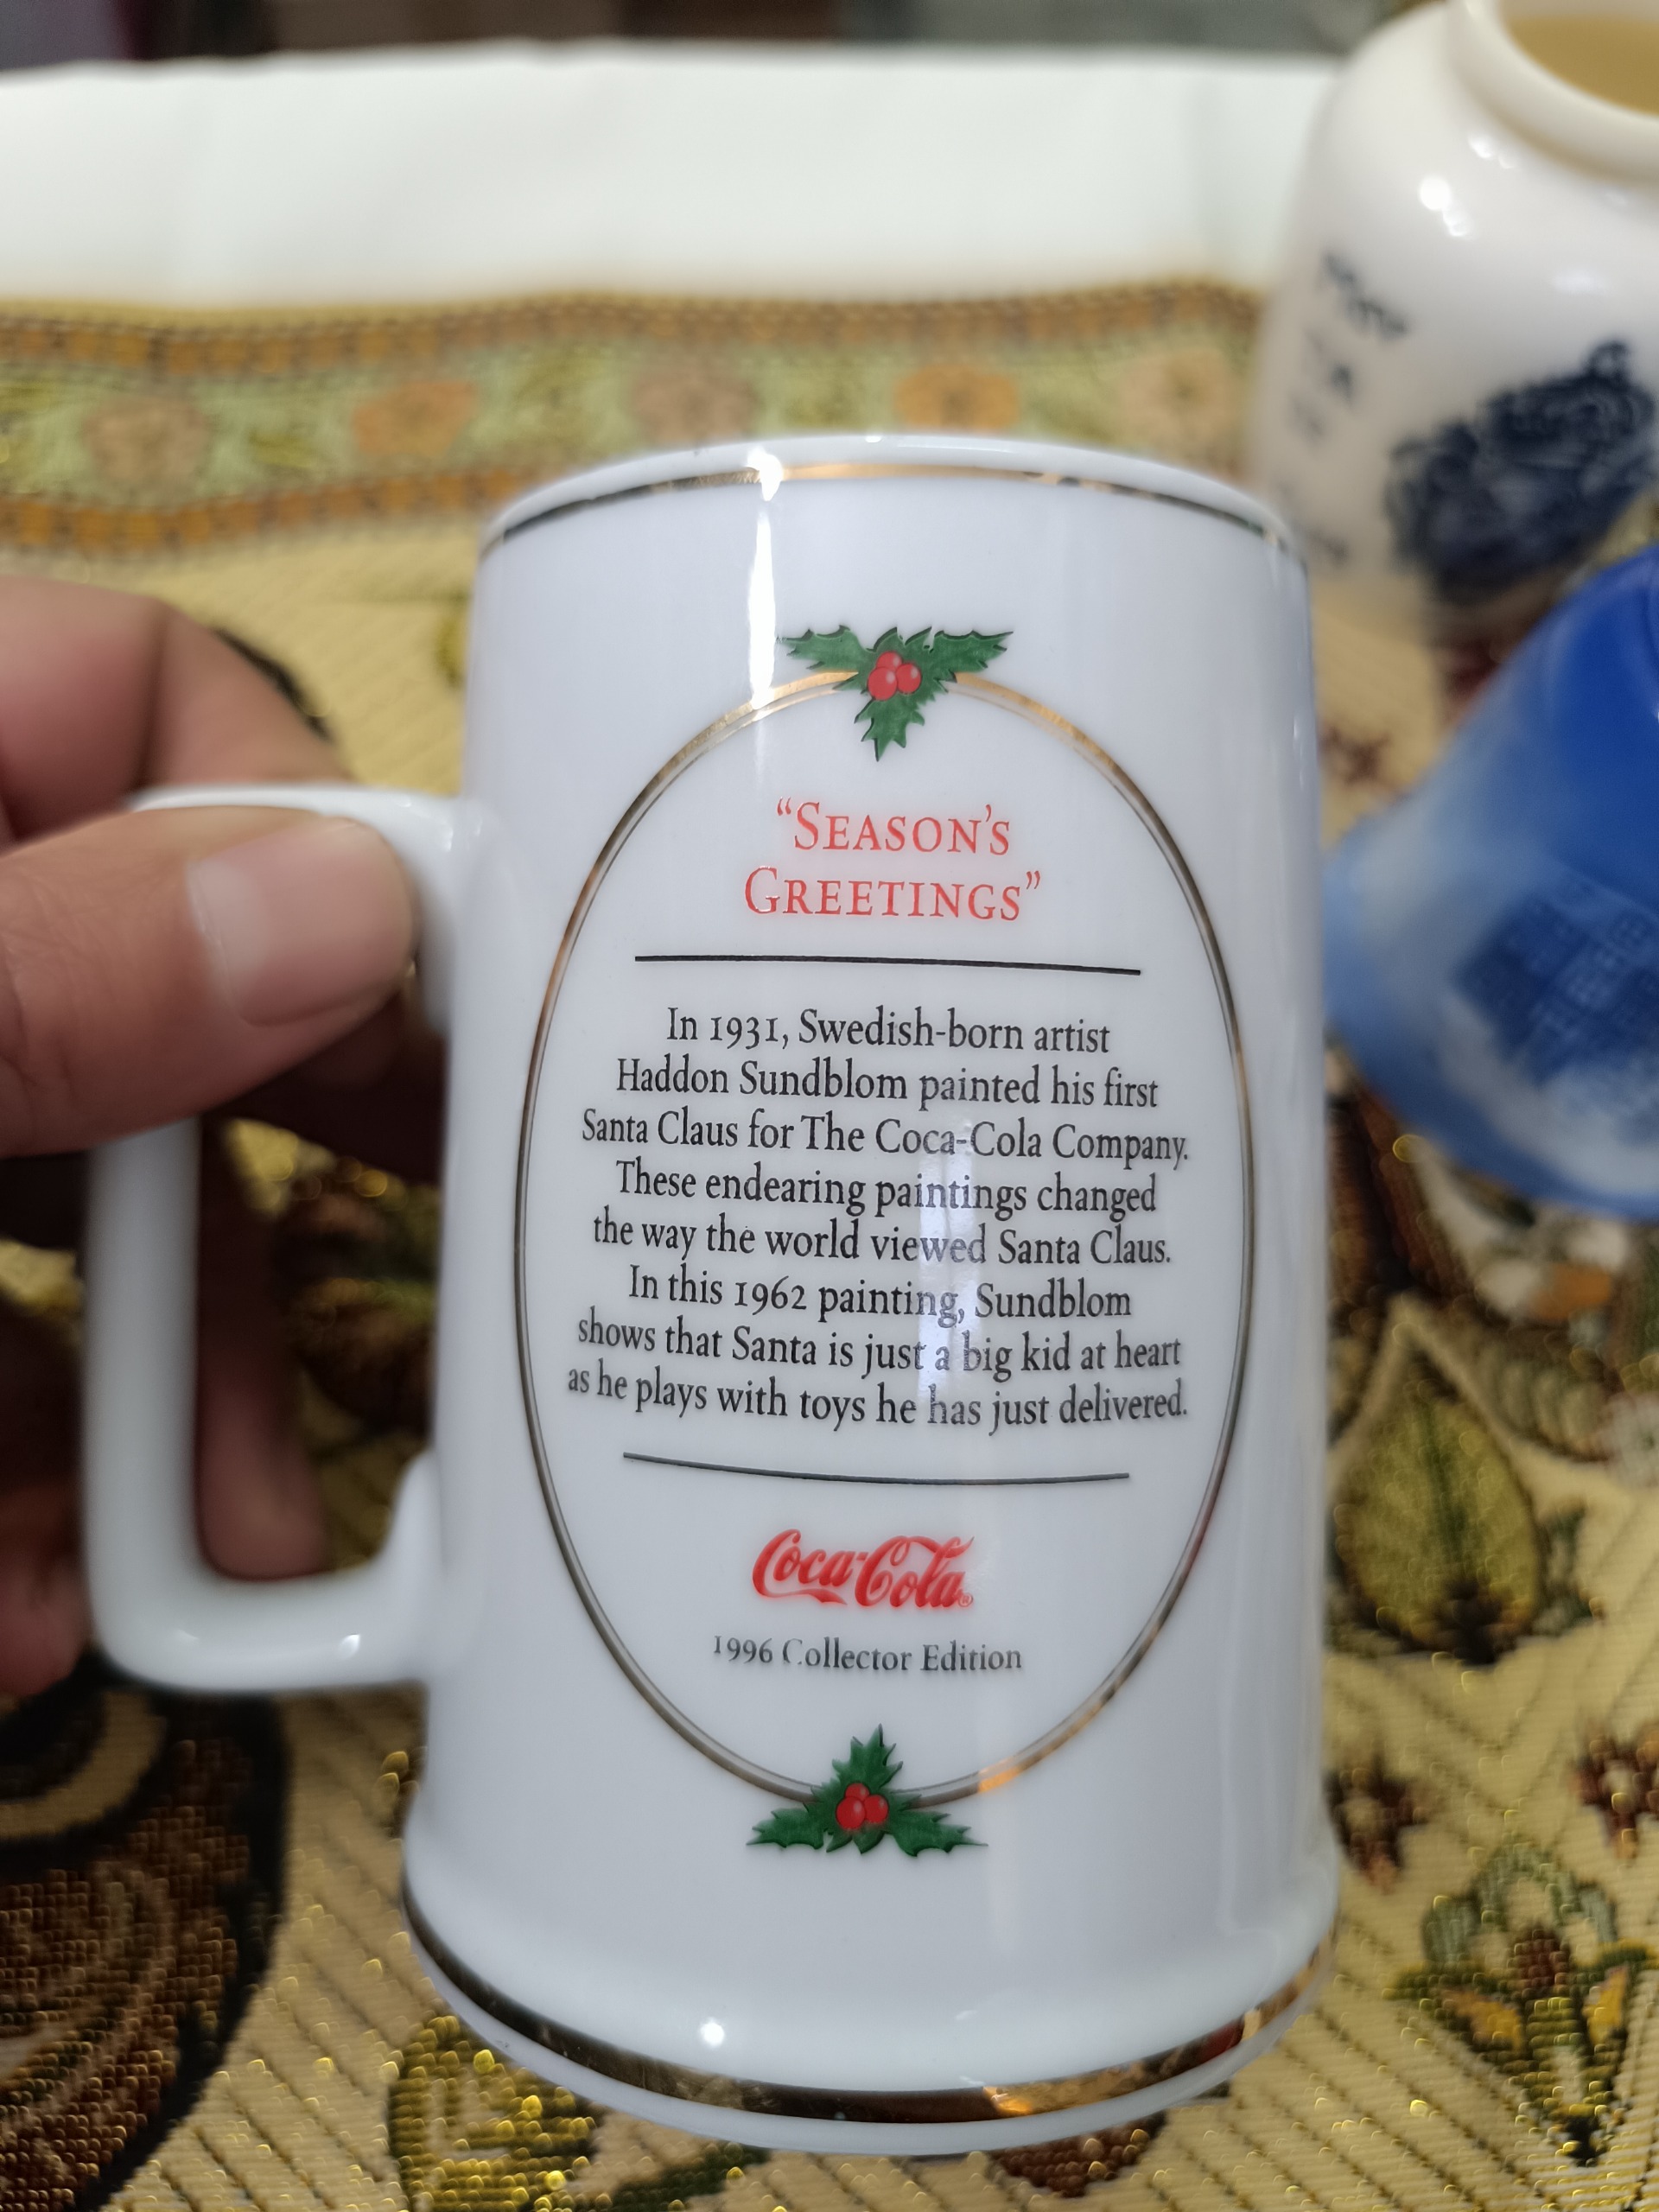 “SEASON’S
GREETINGS”
In 1931, Swedish-born artist
Haddon Sundblom painted his first
Santa Claus for The Coca-Cola Company.
These endearing paintings changed
the way the world viewed Santa Claus.
In this 1962 painting, Sundblom
shows that Santa is just a big kid at heart
as he plays with toys he has just delivered.
Coca-Cola®
1996 Collector Edition